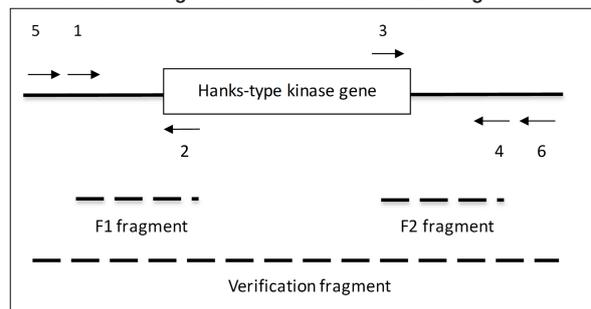 5 1 3
Hanks-type kinase gene
2 4 6
F1 fragment F2 fragment
Verification fragment